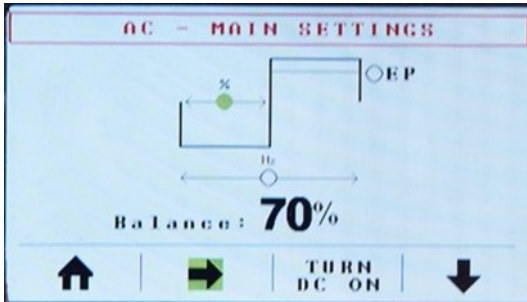 AC - MAIN SETTINGS
EP
%
Hz
Balance: 70%
TURN
DC ON